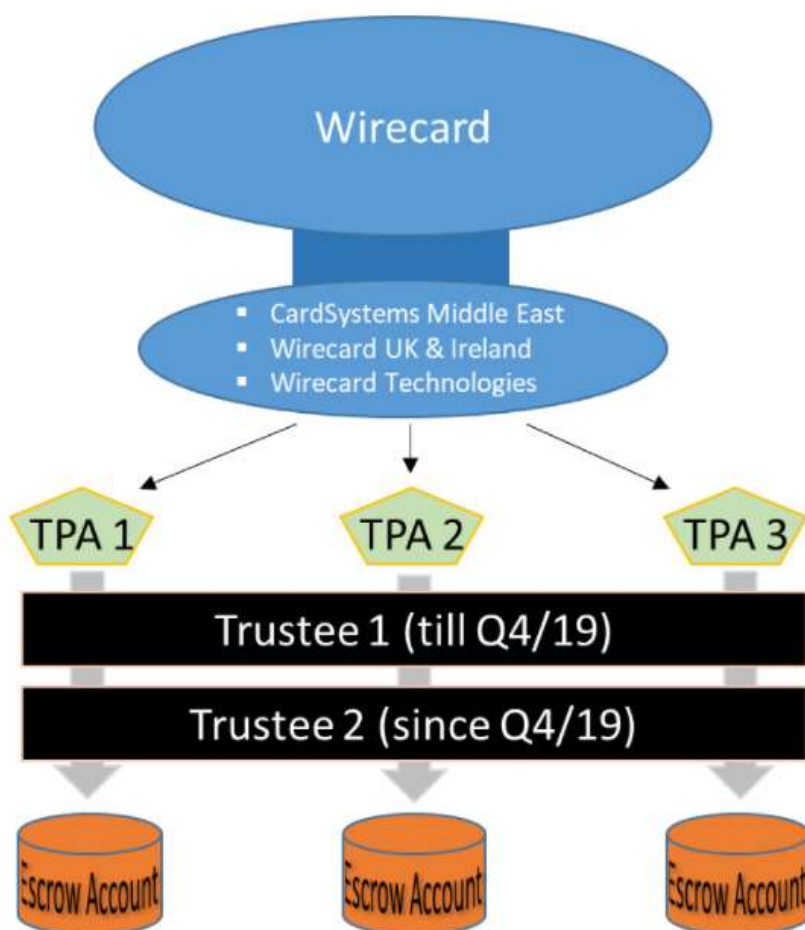 Wirecard
▪ CardSystems Middle East
▪ Wirecard UK & Ireland
▪ Wirecard Technologies
TPA 1
TPA 2
TPA 3
Trustee 1 (till Q4/19)
Trustee 2 (since Q4/19)
Escrow Account
Escrow Account
Escrow Account